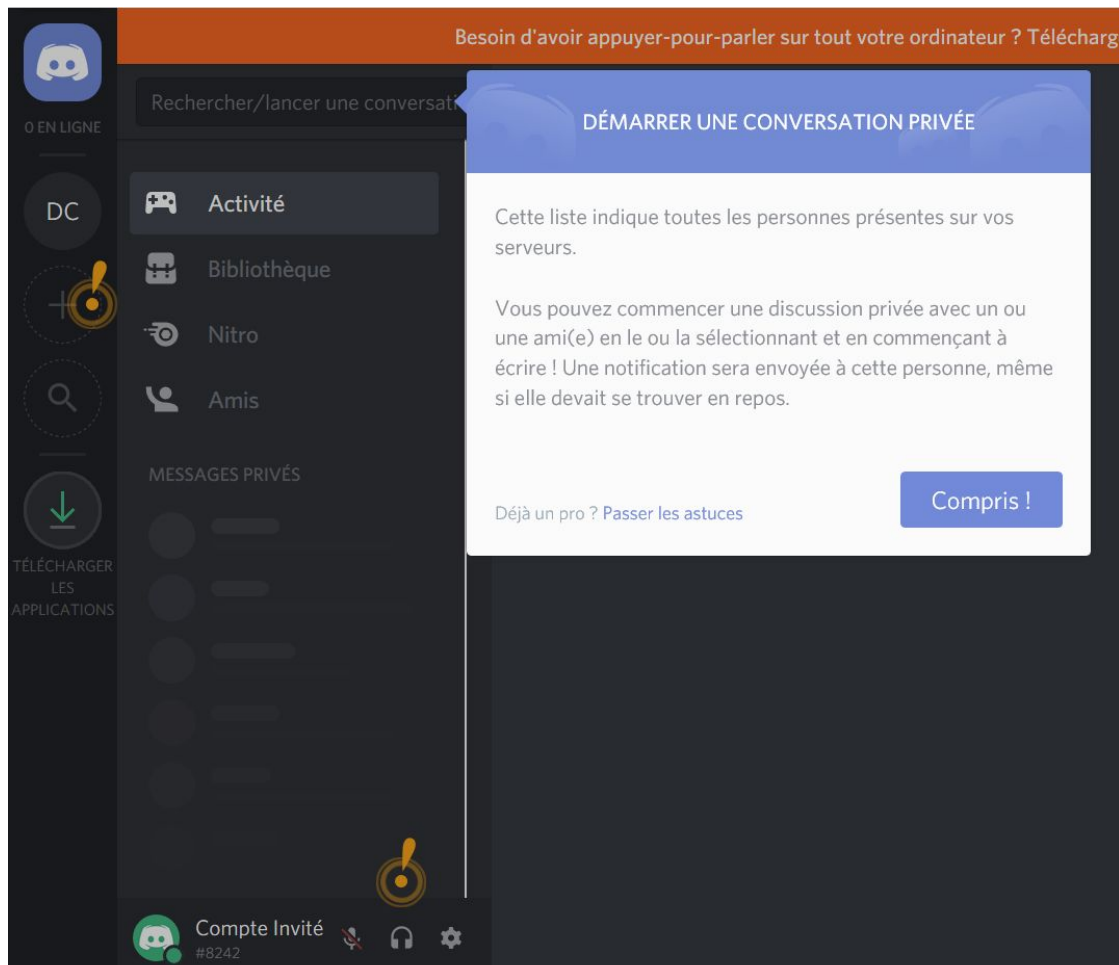 Besoin d'avoir appuyer-pour-parler sur tout votre ordinateur ? Télécharg
0 EN LIGNE
DC
TÉLÉCHARGER
LES
APPLICATIONS
Rechercher/lancer une conversati
Activité
Bibliothèque
Nitro
Amis
MESSAGES PRIVÉS
Compte Invité
#8242
DÉMARRER UNE CONVERSATION PRIVÉE
Cette liste indique toutes les personnes présentes sur vos
serveurs.
Vous pouvez commencer une discussion privée avec un ou
une ami(e) en le ou la sélectionnant et en commençant à
écrire ! Une notification sera envoyée à cette personne, même
si elle devait se trouver en repos.
Déjà un pro ? Passer les astuces
Compris !